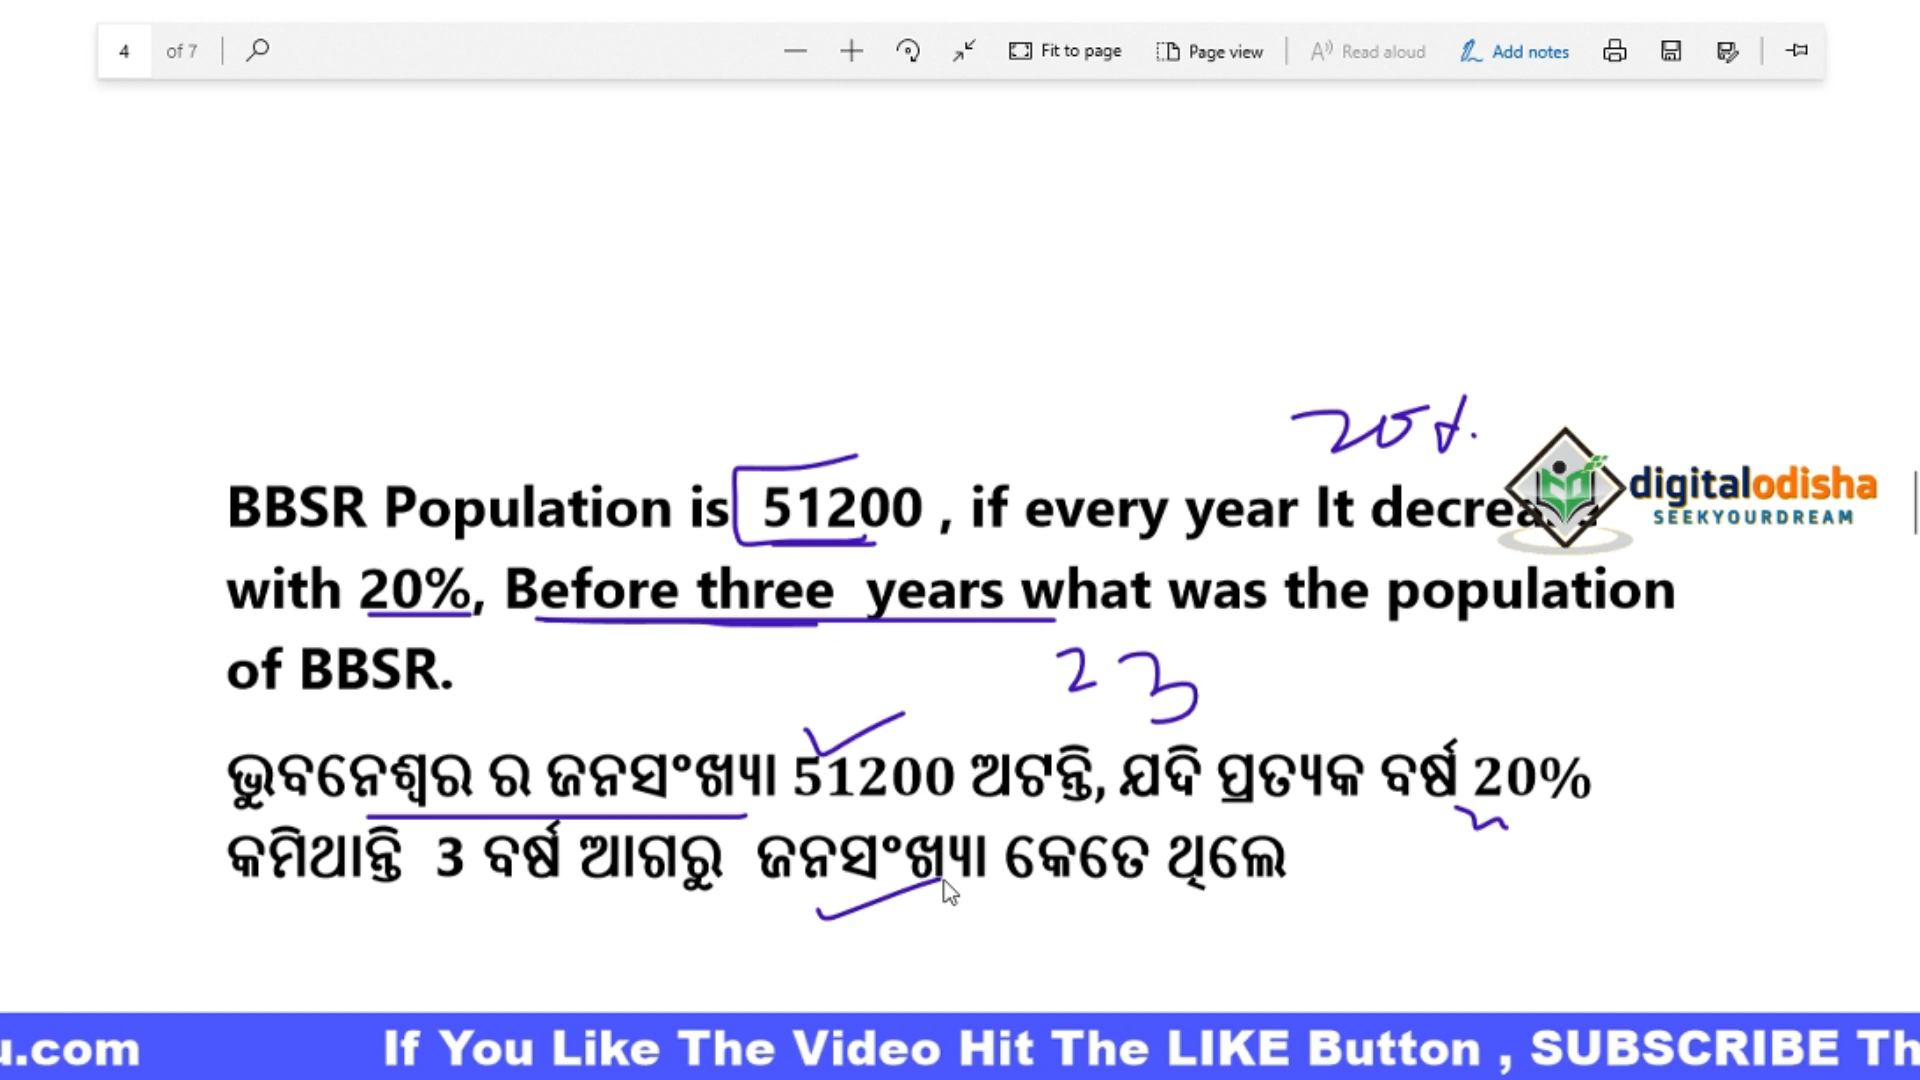 4 of 7 Fit to page Page view Read aloud Add notes
20%.
BBSR Population is 51200 , if every year It decrea
digitalodisha
SEEKYOURDREAM
with 20%, Before three years what was the population
of BBSR.
2 3
ଭୁବନେଶ୍ୱର ର ଜନସଂଖ୍ୟା 51200 ଅଟନ୍ତି, ଯଦି ପ୍ରତ୍ୟକ ବର୍ଷ 20%
କମିଥାନ୍ତି 3 ବର୍ଷ ଆଗରୁ ଜନସଂଖ୍ୟା କେତେ ଥିଲେ
u.com If You Like The Video Hit The LIKE Button , SUBSCRIBE Th